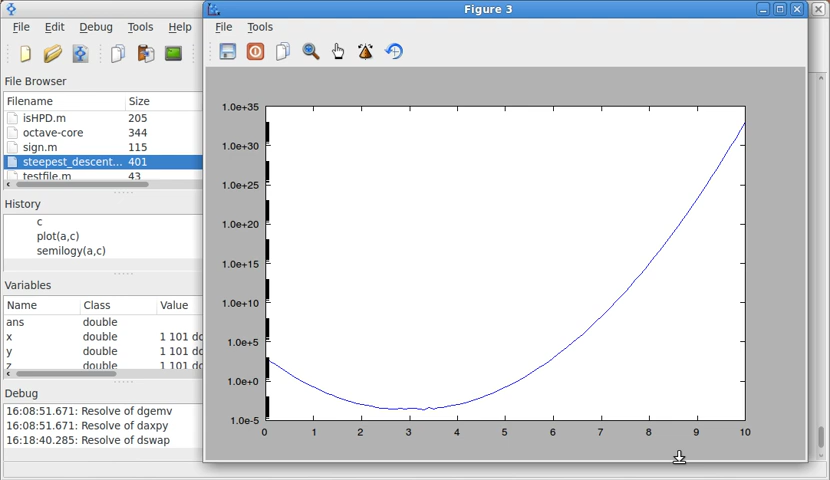 Figure 3
File Edit Debug Tools Help
File Tools
File Browser
Filename Size
isHPD.m 205
octave-core 344
sign.m 115
steepest_descent... 401
testfile.m 43
History
c
plot(a,c)
semilogy(a,c)
Variables
Name Class Value
ans double
x double 1 101 do
y double 1 101 do
z double 1 101 do
Debug
16:08:51.671: Resolve of dgemv
16:08:51.671: Resolve of daxpy
16:18:40.285: Resolve of dswap
1.0e+35
1.0e+30
1.0e+25
1.0e+20
1.0e+15
1.0e+10
1.0e+5
1.0e+0
1.0e-5
0 1 2 3 4 5 6 7 8 9 10